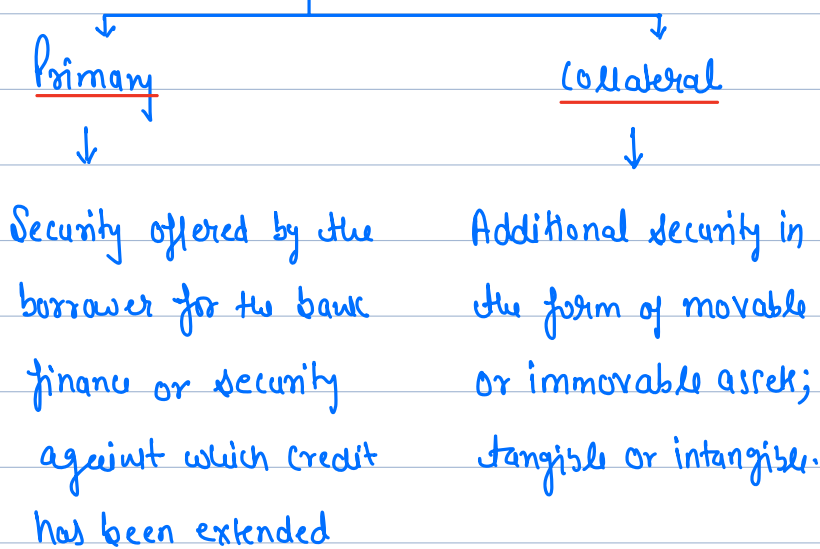 Primary
Collateral
Security offered by the
borrower for the bank
finance or security
against which credit
has been extended
Additional security in
the form of movable
or immovable assets;
tangible or intangible.